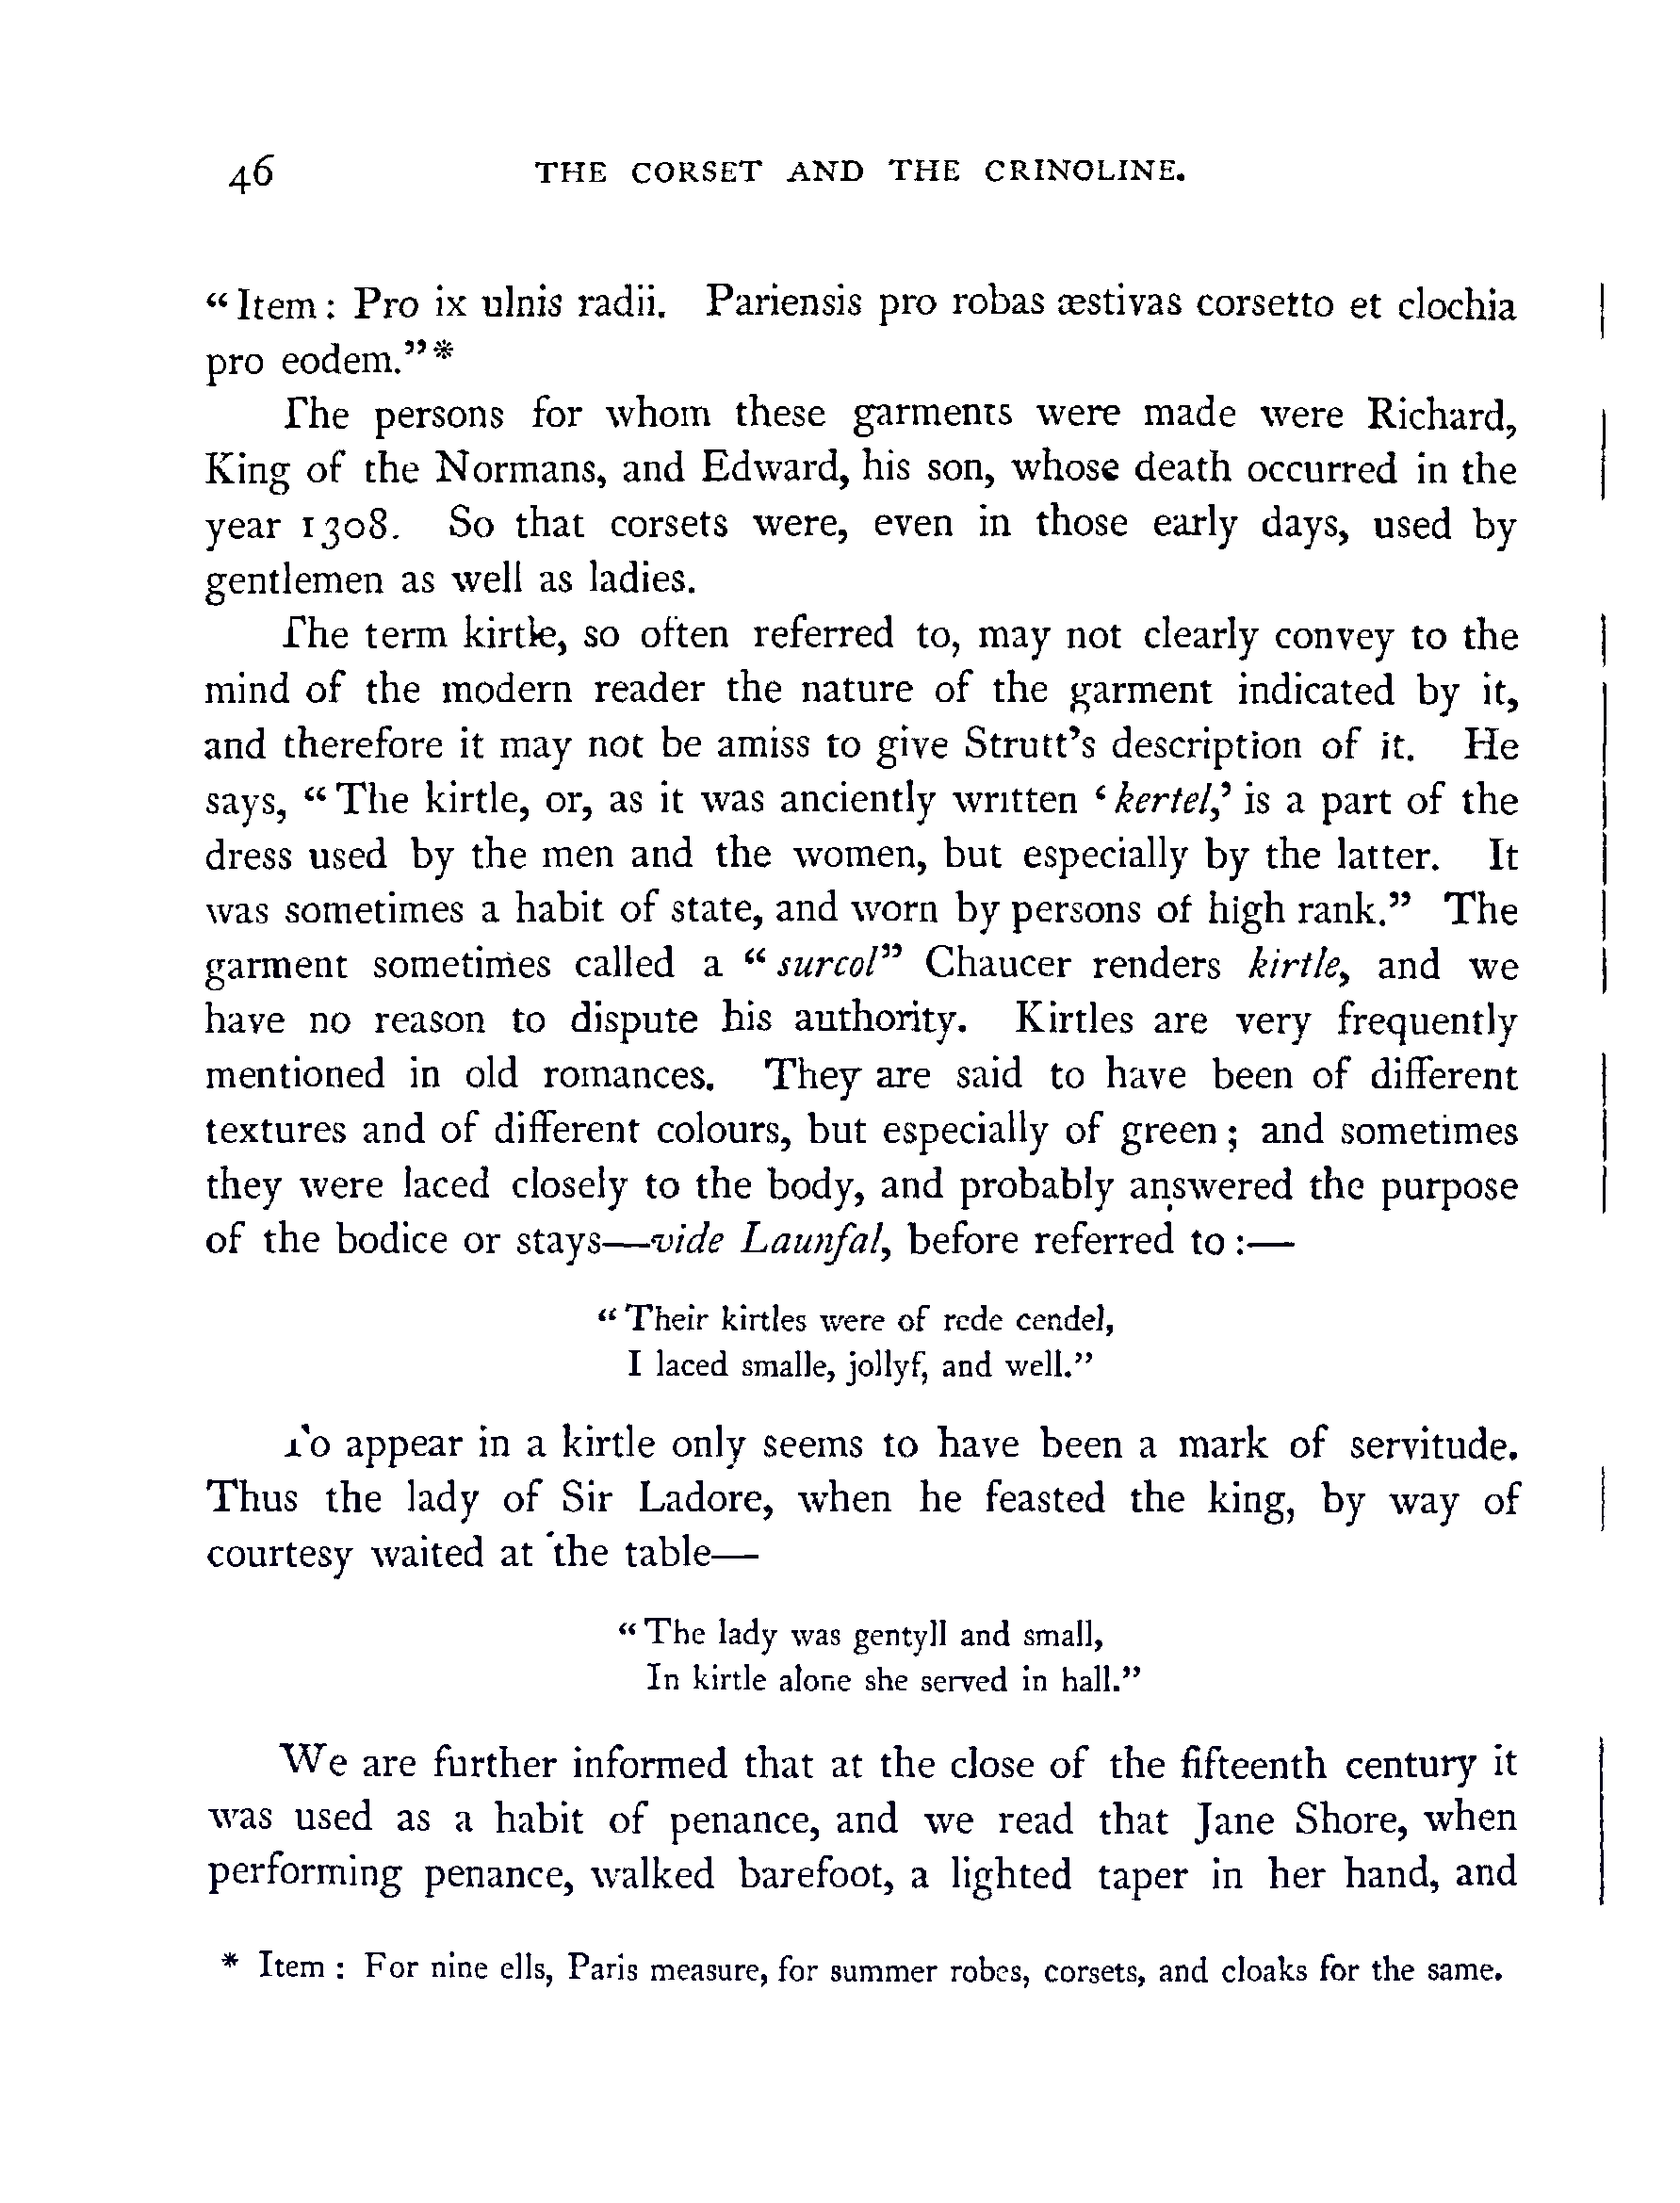 46 THE CORSET AND THE CRINOLINE.
“Item: Pro ix ulnis radii. Pariensis pro robas æstivas corsetto et clochia
pro eodem.”*
The persons for whom these garments were made were Richard,
King of the Normans, and Edward, his son, whose death occurred in the
year 1308. So that corsets were, even in those early days, used by
gentlemen as well as ladies.
The term kirtle, so often referred to, may not clearly convey to the
mind of the modern reader the nature of the garment indicated by it,
and therefore it may not be amiss to give Strutt’s description of it. He
says, “The kirtle, or, as it was anciently written ‘kertel,’ is a part of the
dress used by the men and the women, but especially by the latter. It
was sometimes a habit of state, and worn by persons of high rank.” The
garment sometimes called a “surcol” Chaucer renders kirtle, and we
have no reason to dispute his authority. Kirtles are very frequently
mentioned in old romances. They are said to have been of different
textures and of different colours, but especially of green; and sometimes
they were laced closely to the body, and probably answered the purpose
of the bodice or stays—vide Launfal, before referred to:—
“Their kirtles were of rede cendel,
I laced smalle, jollyf, and well.”
To appear in a kirtle only seems to have been a mark of servitude.
Thus the lady of Sir Ladore, when he feasted the king, by way of
courtesy waited at the table—
“The lady was gentyll and small,
In kirtle alone she served in hall.”
We are further informed that at the close of the fifteenth century it
was used as a habit of penance, and we read that Jane Shore, when
performing penance, walked barefoot, a lighted taper in her hand, and
* Item: For nine ells, Paris measure, for summer robes, corsets, and cloaks for the same.